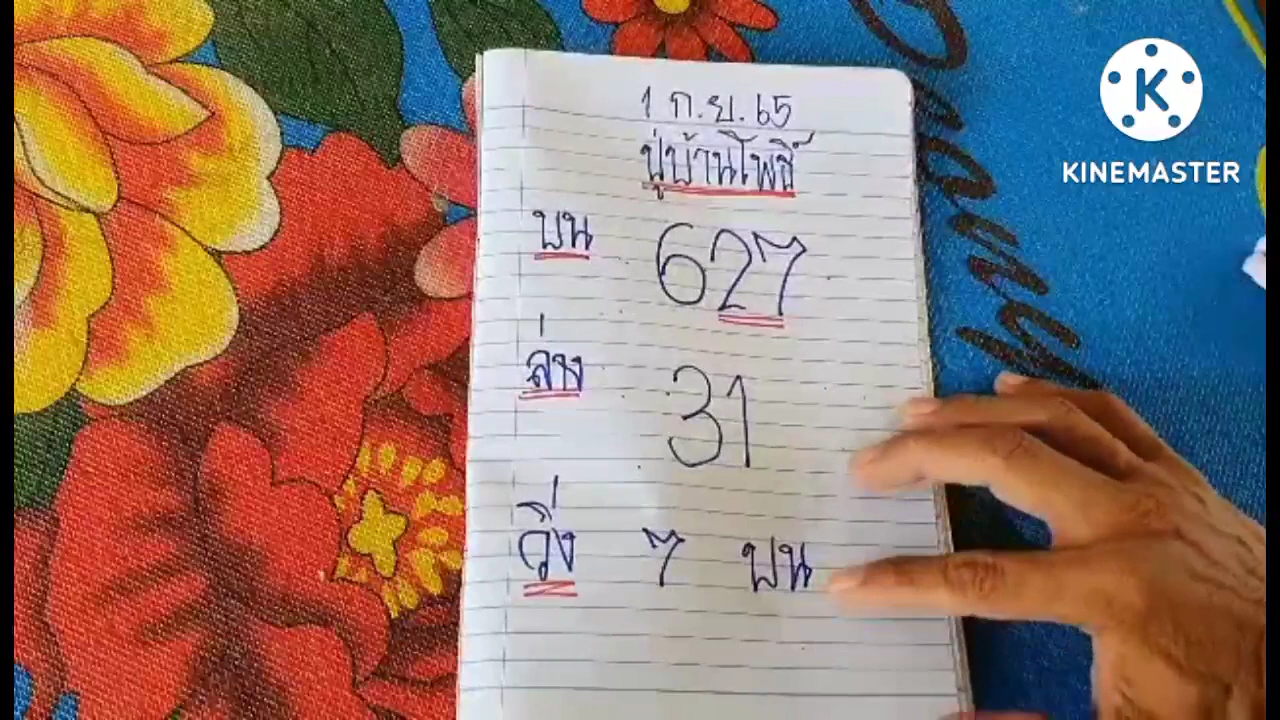 1 ก.ย. 65
ปู่บ้านโพธิ์
บน 627
ล่าง 31
วิ่ง 7 บน
K
KINEMASTER